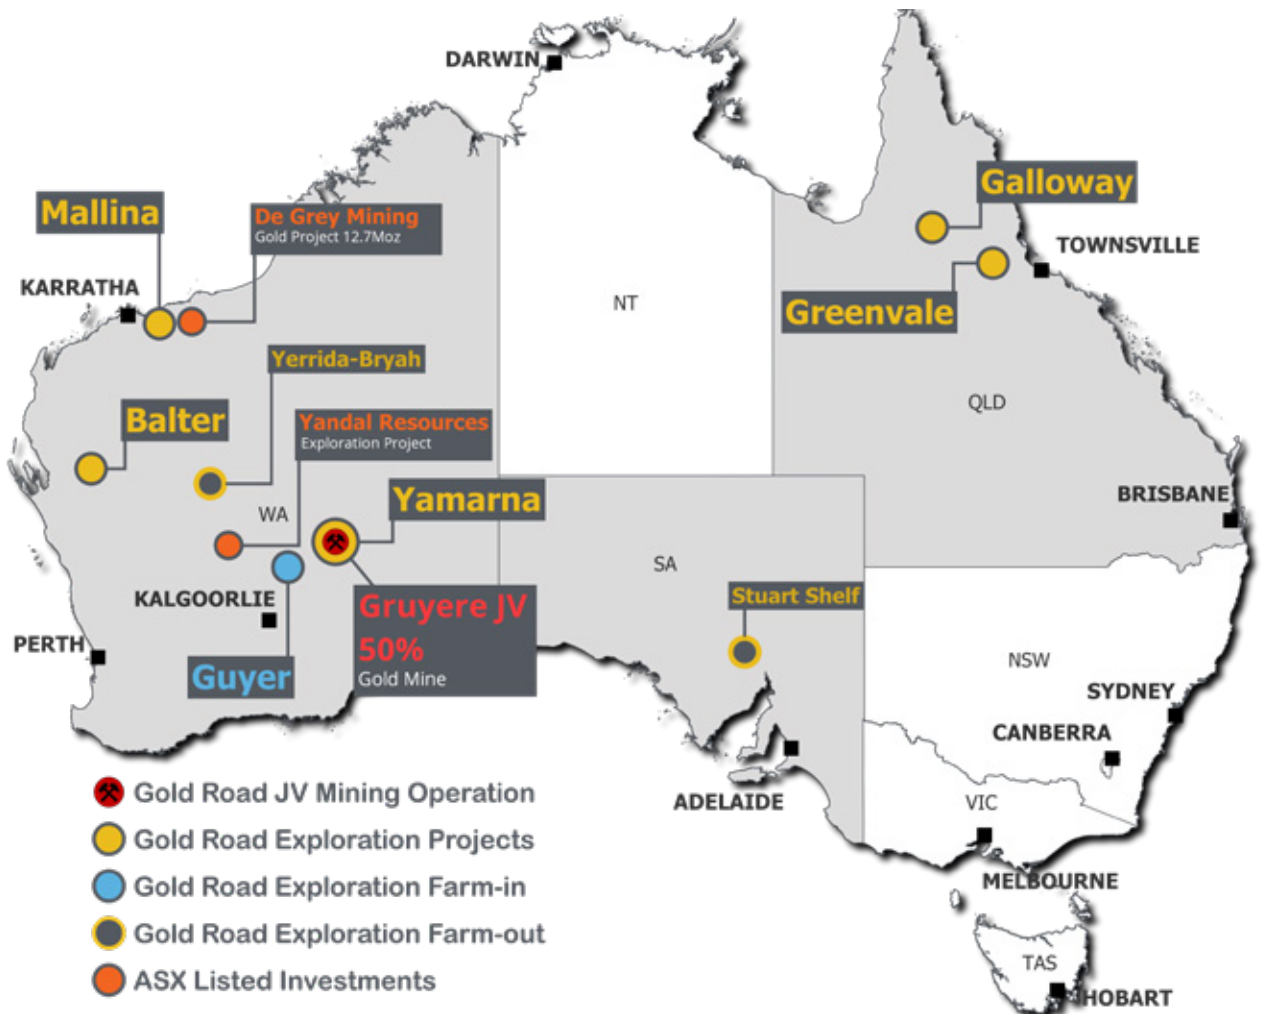 DARWIN
Galloway
Mallina
De Grey Mining
Gold Project 12.7Moz
TOWNSVILLE
KARRATHA
NT
Greenvale
Yerrida-Bryah
QLD
Balter
Yandal Resources
Exploration Project
Yamarna
BRISBANE
WA
SA
Stuart Shelf
KALGOORLIE
Gruyere JV
50%
Gold Mine
PERTH
Guyer
NSW
SYDNEY
CANBERRA
ADELAIDE
VIC
MELBOURNE
TAS
HOBART
Gold Road JV Mining Operation
Gold Road Exploration Projects
Gold Road Exploration Farm-in
Gold Road Exploration Farm-out
ASX Listed Investments